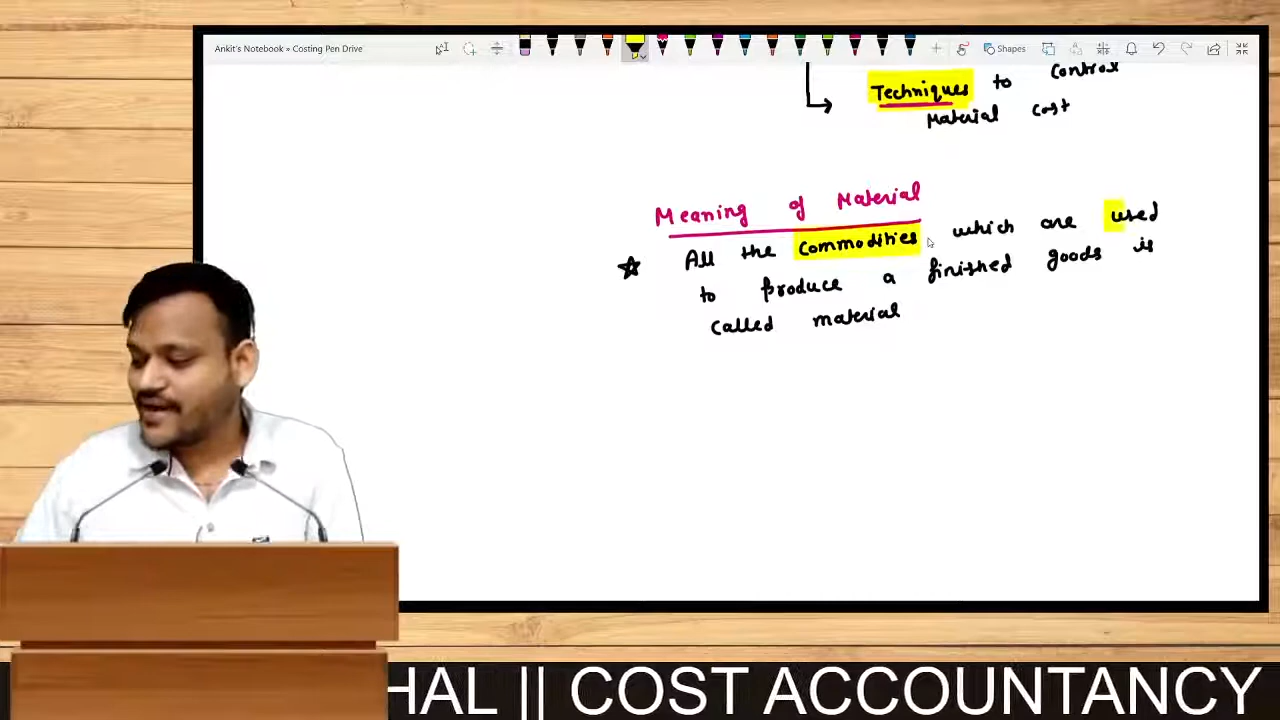 Ankit's Notebook » Costing Pen Drive
Shapes
Techniques to control
Material cost
Meaning of Material
All the Commodities which are used
to produce a finished goods is
called material
HAL || COST ACCOUNTANCY